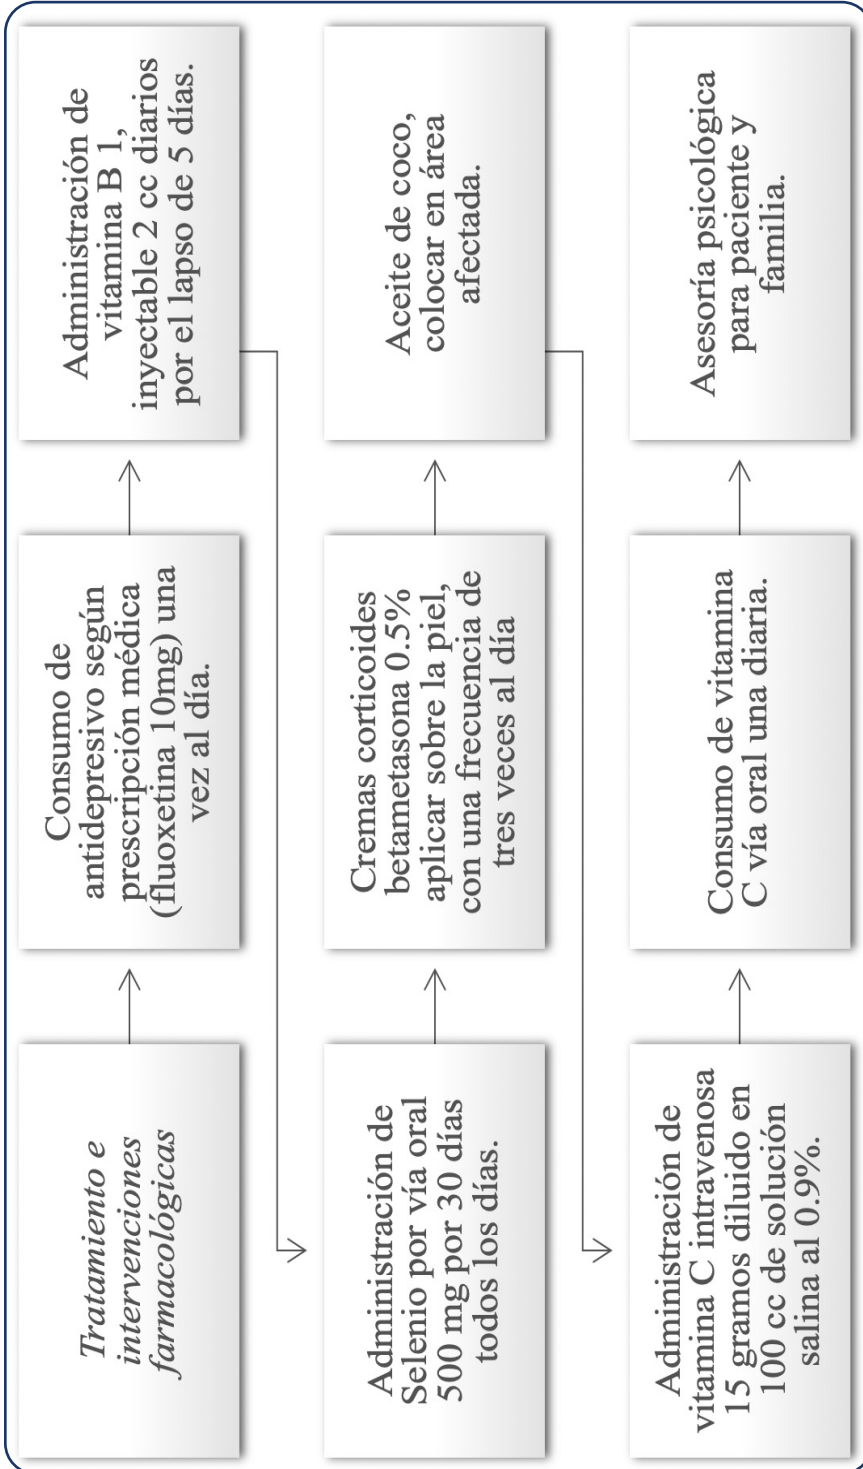 Tratamiento e
intervenciones
farmacológicas
Consumo de
antidepresivo según
prescripción médica
(fluoxetina 10mg) una
vez al día.
Administración de
vitamina B 1,
inyectable 2 cc diarios
por el lapso de 5 días.
Administración de
Selenio por vía oral
500 mg por 30 días
todos los días.
Cremas corticoides
betametasona 0.5%
aplicar sobre la piel,
con una frecuencia de
tres veces al día
Aceite de coco,
colocar en área
afectada.
Administración de
vitamina C intravenosa
15 gramos diluido en
100 cc de solución
salina al 0.9%.
Consumo de vitamina
C vía oral una diaria.
Asesoría psicológica
para paciente y
familia.